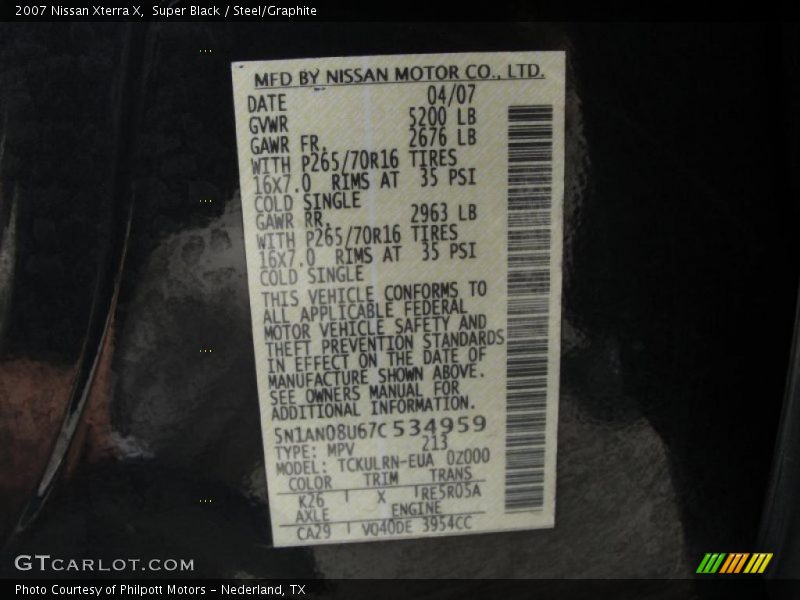 2007 Nissan Xterra X, Super Black / Steel/Graphite
MFD BY NISSAN MOTOR CO., LTD.
DATE 04/07
GVWR 5200 LB
GAWR FR. 2676 LB
WITH P265/70R16 TIRES
16X7.0 RIMS AT 35 PSI
COLD SINGLE
GAWR RR. 2963 LB
WITH P265/70R16 TIRES
16X7.0 RIMS AT 35 PSI
COLD SINGLE
THIS VEHICLE CONFORMS TO
ALL APPLICABLE FEDERAL
MOTOR VEHICLE SAFETY AND
THEFT PREVENTION STANDARDS
IN EFFECT ON THE DATE OF
MANUFACTURE SHOWN ABOVE.
SEE OWNERS MANUAL FOR
ADDITIONAL INFORMATION.
5N1AN08U67C534959
TYPE: MPV 213
MODEL: TCKULRN-EUA 0Z000
COLOR TRIM TRANS
K26 X RE5R05A
AXLE ENGINE
CA29 VQ40DE 3954CC
GTCARLOT.COM
Photo Courtesy of Philpott Motors - Nederland, TX